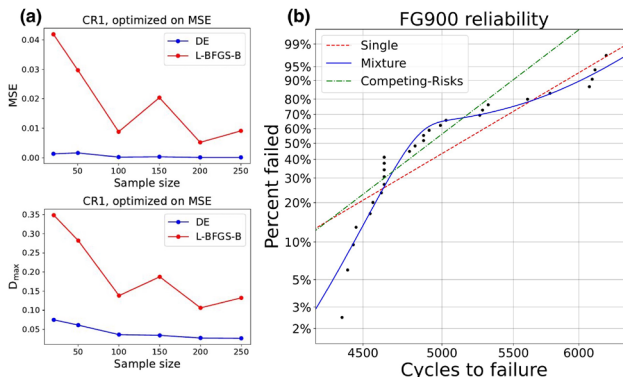 (a)
CR1, optimized on MSE
DE
L-BFGS-B
MSE
0.04
0.03
0.02
0.01
0.00
50 100 150 200 250
Sample size
CR1, optimized on MSE
DE
L-BFGS-B
Dmax
0.35
0.30
0.25
0.20
0.15
0.10
0.05
50 100 150 200 250
Sample size
(b)
FG900 reliability
Single
Mixture
Competing-Risks
Percent failed
99%
95%
90%
80%
70%
60%
50%
40%
30%
20%
10%
5%
3%
2%
4500 5000 5500 6000
Cycles to failure